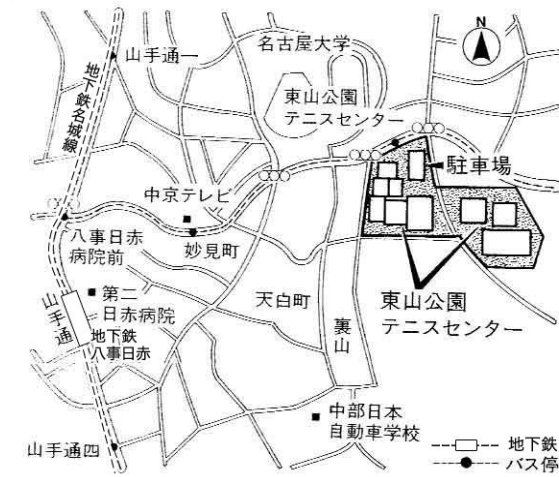 N
山手通一
名古屋大学
地下鉄名城線
東山公園
テニスセンター
駐車場
中京テレビ
八事日赤
病院前
妙見町
第二
日赤病院
山手通
地下鉄
八事日赤
天白町
裏山
東山公園
テニスセンター
中部日本
自動車学校
山手通四
地下鉄
バス停